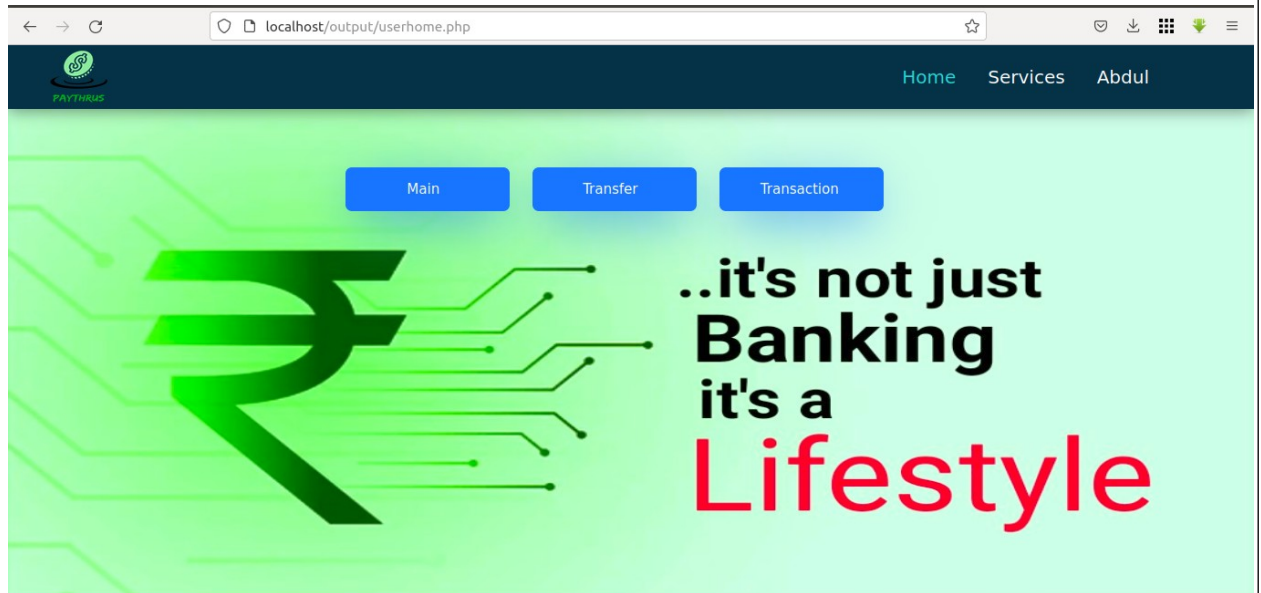 localhost/output/userhome.php
PAYTHRUS
Home Services Abdul
Main Transfer Transaction
..it's not just
Banking
it's a
Lifestyle